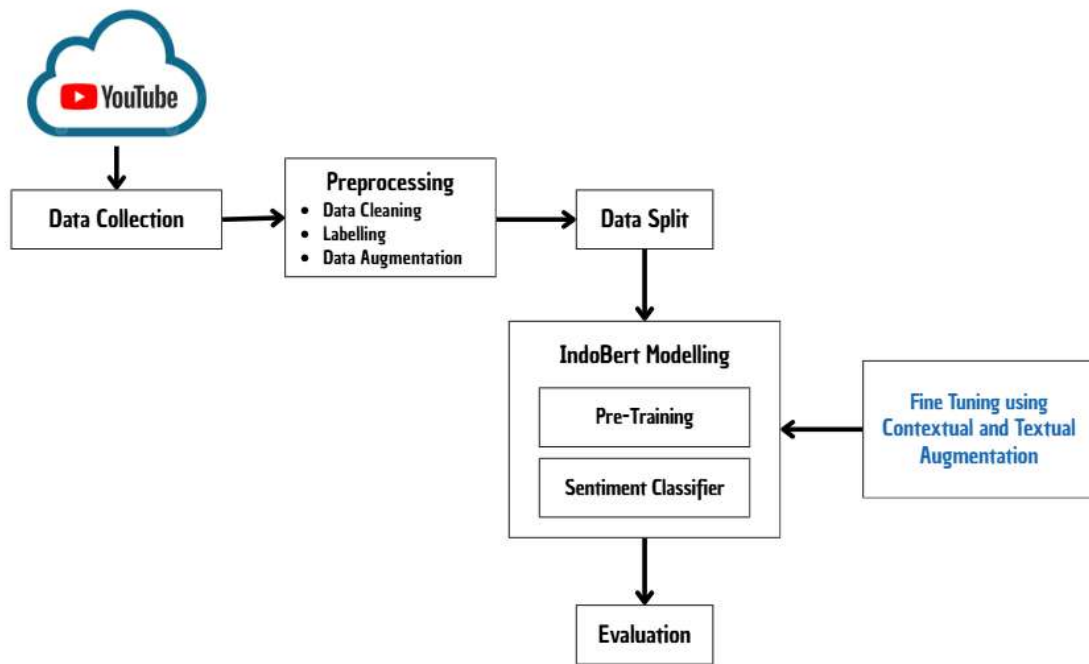 YouTube
Data Collection
Preprocessing
• Data Cleaning
• Labelling
• Data Augmentation
Data Split
IndoBert Modelling
Pre-Training
Sentiment Classifier
Fine Tuning using
Contextual and Textual
Augmentation
Evaluation